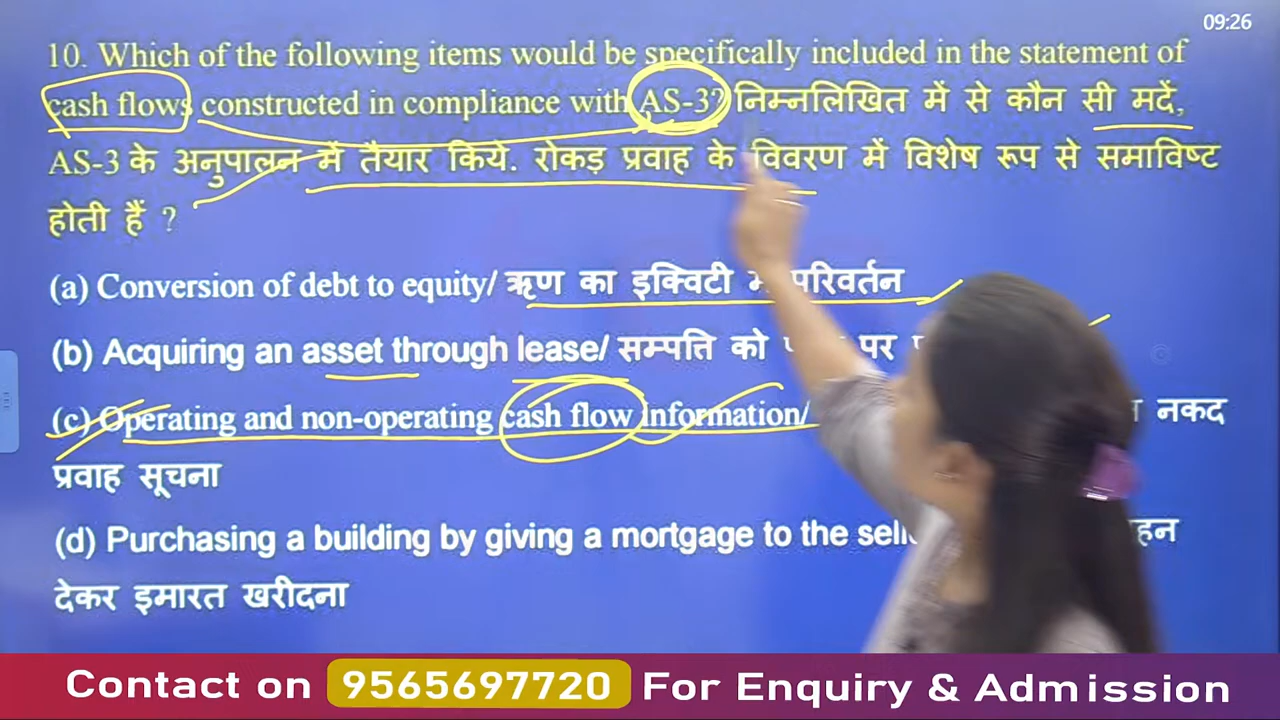 09:26
10. Which of the following items would be specifically included in the statement of
cash flows constructed in compliance with AS-3? निम्नलिखित में से कौन सी मदें,
AS-3 के अनुपालन में तैयार किये. रोकड़ प्रवाह के विवरण में विशेष रूप से समाविष्ट
होती हैं ?
(a) Conversion of debt to equity/ ऋण का इक्विटी में परिवर्तन
(b) Acquiring an asset through lease/ सम्पत्ति को पर
(c) Operating and non-operating cash flow information/ नकद
प्रवाह सूचना
(d) Purchasing a building by giving a mortgage to the
देकर इमारत खरीदना
Contact on 9565697720 For Enquiry & Admission